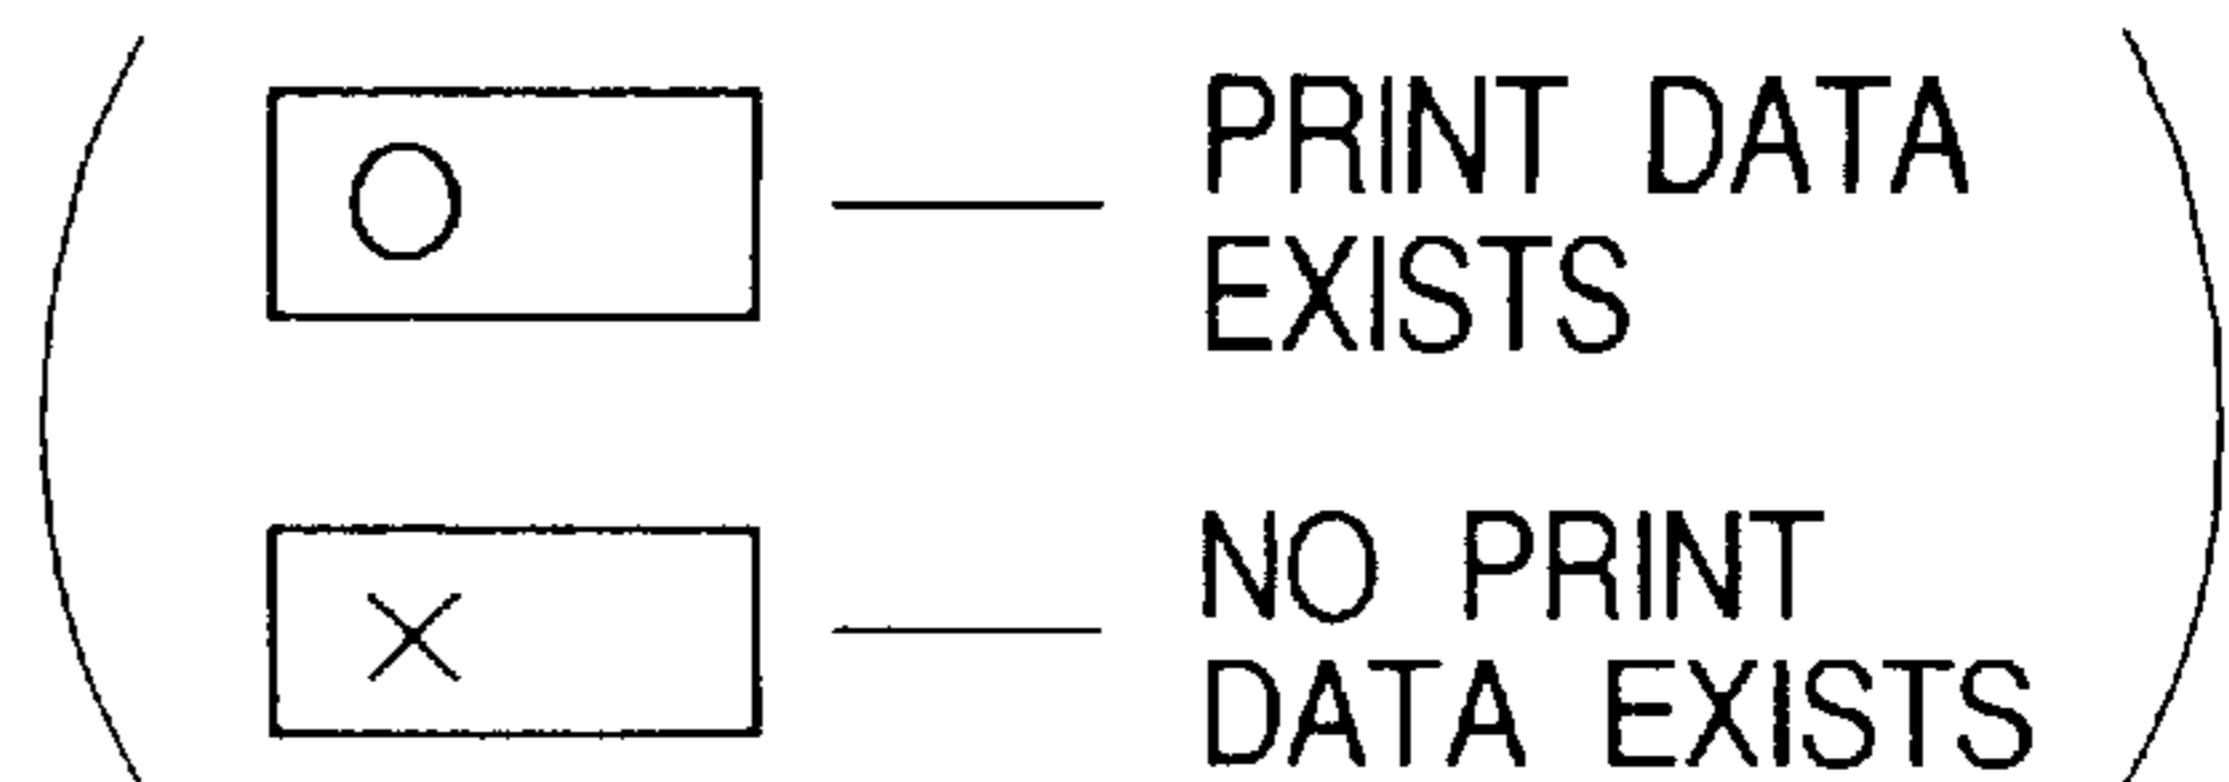 O — PRINT DATA
EXISTS
X — NO PRINT
DATA EXISTS